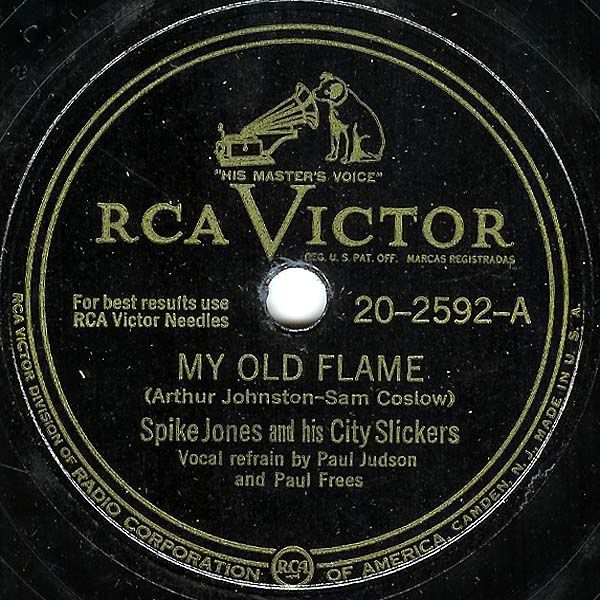 "HIS MASTER'S VOICE"
RCA VICTOR
REG. U. S. PAT. OFF. MARCAS REGISTRADAS
For best results use
RCA Victor Needles
20-2592-A
MY OLD FLAME
(Arthur Johnston-Sam Coslow)
Spike Jones and his City Slickers
Vocal refrain by Paul Judson
and Paul Frees
RCA VICTOR DIVISION OF RADIO CORPORATION OF AMERICA, CAMDEN, N. J., MADE IN U. S. A.
RCA